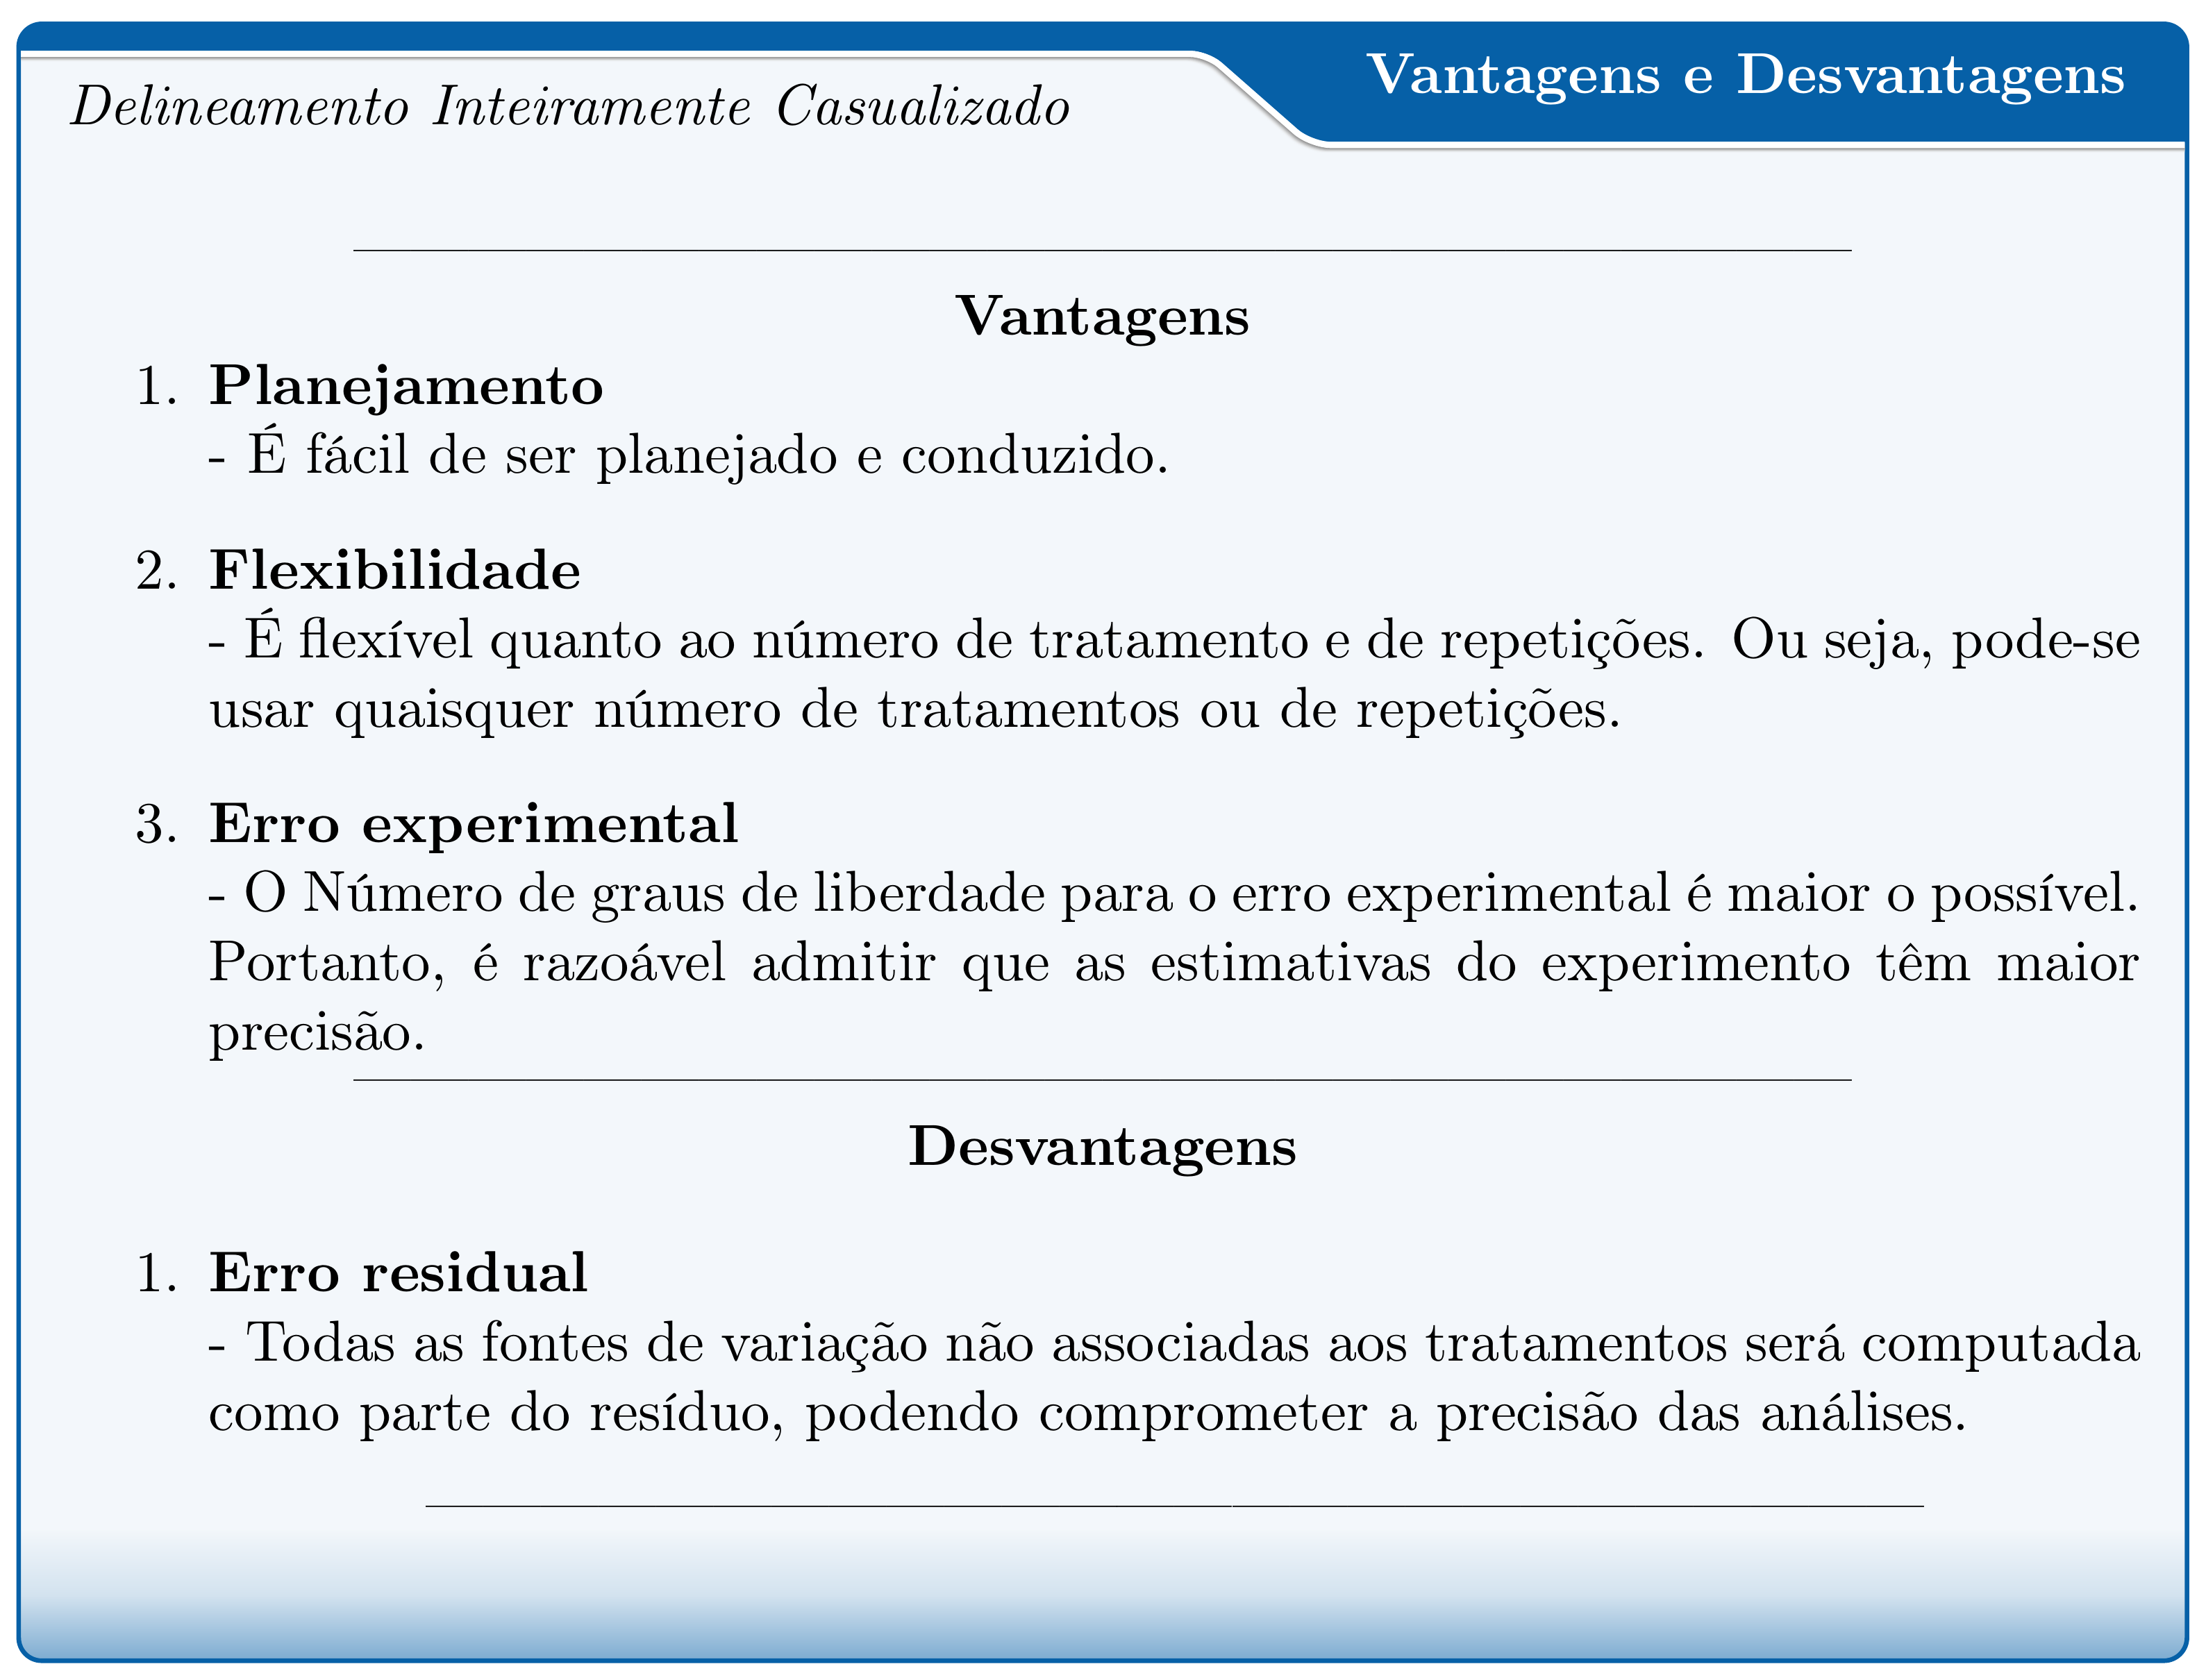 Vantagens e Desvantagens
Delineamento Inteiramente Casualizado
Vantagens
1. Planejamento
- É fácil de ser planejado e conduzido.
2. Flexibilidade
- É flexível quanto ao número de tratamento e de repetições. Ou seja, pode-se
usar quaisquer número de tratamentos ou de repetições.
3. Erro experimental
- O Número de graus de liberdade para o erro experimental é maior o possível.
Portanto, é razoável admitir que as estimativas do experimento têm maior
precisão.
Desvantagens
1. Erro residual
- Todas as fontes de variação não associadas aos tratamentos será computada
como parte do resíduo, podendo comprometer a precisão das análises.